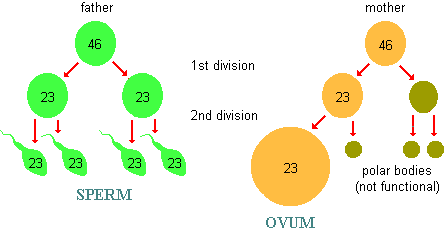 father
mother
46
46
1st division
23
23
23
2nd division
23
23
23
23
23
polar bodies
(not functional)
SPERM
OVUM